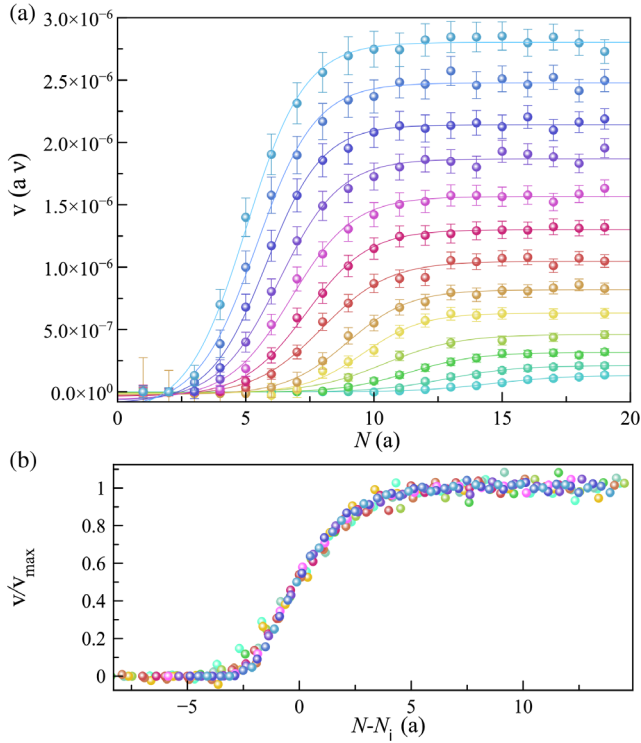 (a)
3.0×10⁻⁶
2.5×10⁻⁶
2.0×10⁻⁶
1.5×10⁻⁶
1.0×10⁻⁶
5.0×10⁻⁷
0.0×10⁰
v (a ν)
0 5 10 15 20
N (a)
(b)
1
0.8
0.6
0.4
0.2
0
v/vmax
−5 0 5 10
N-Ni (a)